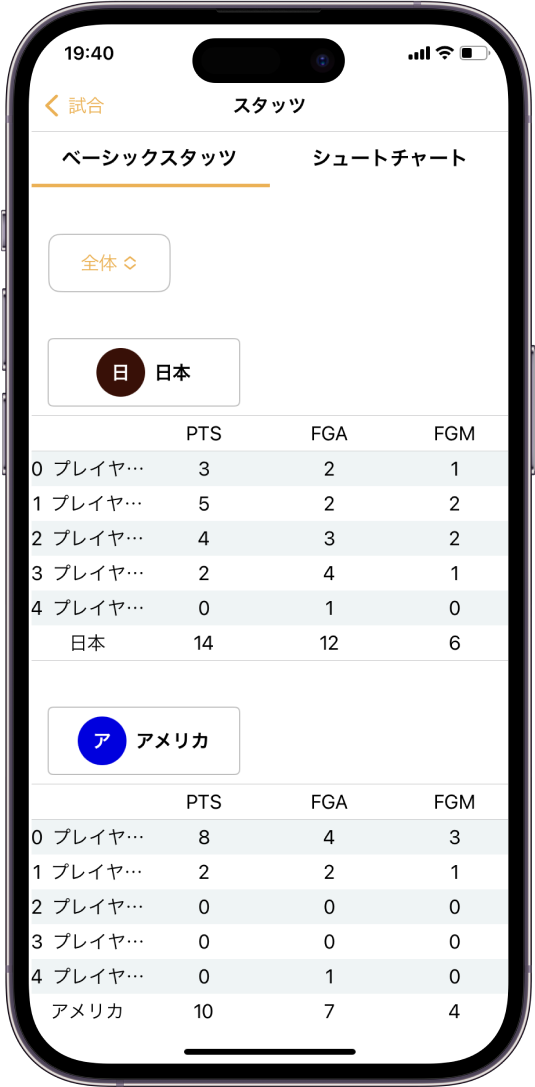 19:40
試合 スタッツ
ベーシックスタッツ シュートチャート
全体
日 日本
PTS FGA FGM
0 プレイヤ… 3 2 1
1 プレイヤ… 5 2 2
2 プレイヤ… 4 3 2
3 プレイヤ… 2 4 1
4 プレイヤ… 0 1 0
日本 14 12 6
ア アメリカ
PTS FGA FGM
0 プレイヤ… 8 4 3
1 プレイヤ… 2 2 1
2 プレイヤ… 0 0 0
3 プレイヤ… 0 0 0
4 プレイヤ… 0 1 0
アメリカ 10 7 4